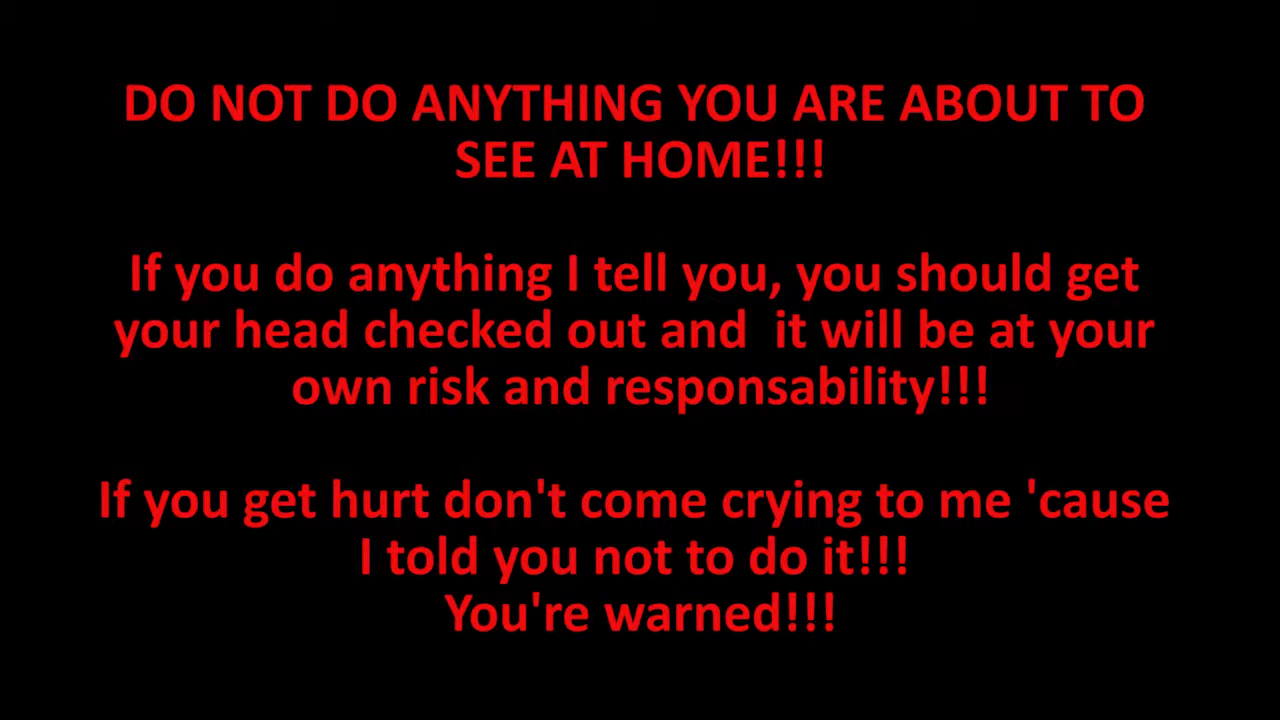 DO NOT DO ANYTHING YOU ARE ABOUT TO
SEE AT HOME!!!
If you do anything I tell you, you should get
your head checked out and  it will be at your
own risk and responsability!!!
If you get hurt don't come crying to me 'cause
I told you not to do it!!!
You're warned!!!